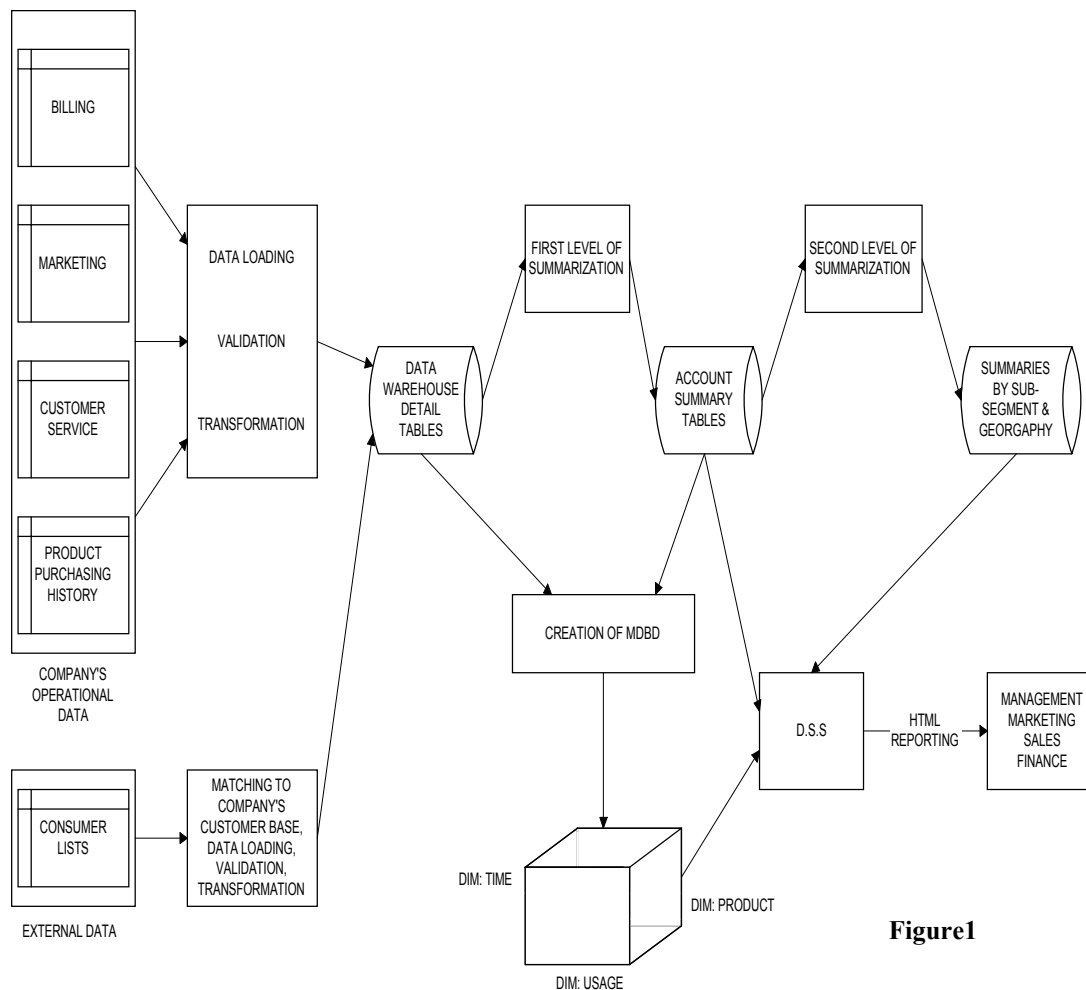 BILLING
MARKETING
CUSTOMER
SERVICE
PRODUCT
PURCHASING
HISTORY
COMPANY'S
OPERATIONAL
DATA
CONSUMER
LISTS
EXTERNAL DATA
DATA LOADING
VALIDATION
TRANSFORMATION
MATCHING TO
COMPANY'S
CUSTOMER BASE,
DATA LOADING,
VALIDATION,
TRANSFORMATION
DATA
WAREHOUSE
DETAIL
TABLES
FIRST LEVEL OF
SUMMARIZATION
ACCOUNT
SUMMARY
TABLES
SECOND LEVEL OF
SUMMARIZATION
SUMMARIES
BY SUB-
SEGMENT &
GEORGAPHY
CREATION OF MDBD
DIM: TIME
DIM: PRODUCT
DIM: USAGE
D.S.S
HTML
REPORTING
MANAGEMENT
MARKETING
SALES
FINANCE
Figure1